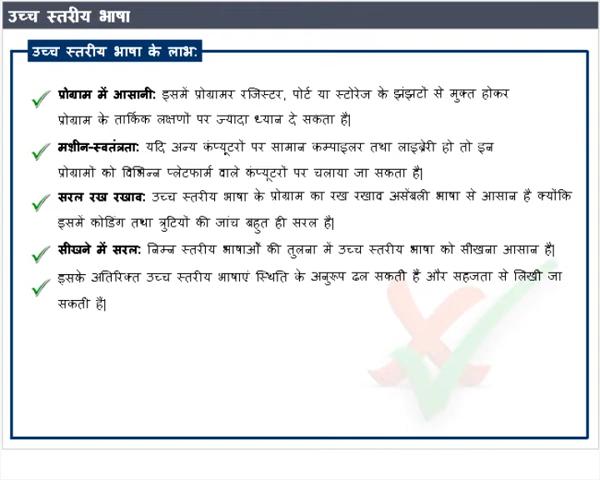 उच्च स्तरीय भाषा
उच्च स्तरीय भाषा के लाभ:
प्रोग्राम में आसानी: इसमें प्रोग्रामर रजिस्टर, पोर्ट या स्टोरेज के झंझटों से मुक्त होकर
प्रोग्राम के तार्किक लक्षणों पर ज्यादा ध्यान दे सकता है|
मशीन-स्वतंत्रता: यदि अन्य कंप्यूटरों पर सामान कम्पाइलर तथा लाइब्रेरी हो तो इन
प्रोग्रामों को विभिन्न प्लेटफार्म वाले कंप्यूटरों पर चलाया जा सकता है|
सरल रख रखाव: उच्च स्तरीय भाषा के प्रोग्राम का रख रखाव असेंबली भाषा से आसान है क्योंकि
इसमें कोडिंग तथा त्रुटियों की जांच बहुत ही सरल है|
सीखने में सरल: निम्न स्तरीय भाषाओं की तुलना में उच्च स्तरीय भाषा को सीखना आसान है|
इसके अतिरिक्त उच्च स्तरीय भाषाएं स्थिति के अनुरूप ढल सकती है और सहजता से लिखी जा
सकती हैं|